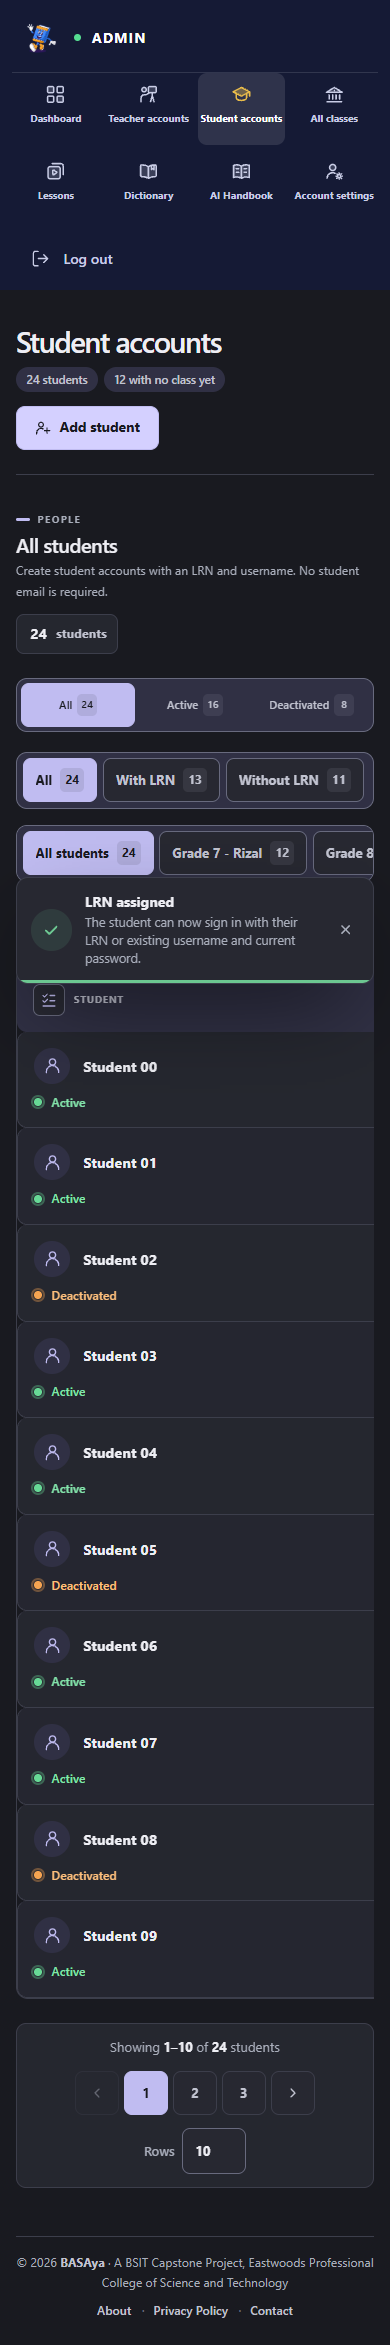 ADMIN
Dashboard
Teacher accounts
Student accounts
All classes
Lessons
Dictionary
AI Handbook
Account settings
Log out
Student accounts
24 students
12 with no class yet
Add student
PEOPLE
All students
Create student accounts with an LRN and username. No student
email is required.
24 students
All 24
Active 16
Deactivated 8
All 24
With LRN 13
Without LRN 11
All students 24
Grade 7 - Rizal 12
Grade 8
LRN assigned
The student can now sign in with their
LRN or existing username and current
password.
STUDENT
Student 00
Active
Student 01
Active
Student 02
Deactivated
Student 03
Active
Student 04
Active
Student 05
Deactivated
Student 06
Active
Student 07
Active
Student 08
Deactivated
Student 09
Active
Showing 1–10 of 24 students
1
2
3
Rows 10
© 2026 BASAya · A BSIT Capstone Project, Eastwoods Professional
College of Science and Technology
About · Privacy Policy · Contact